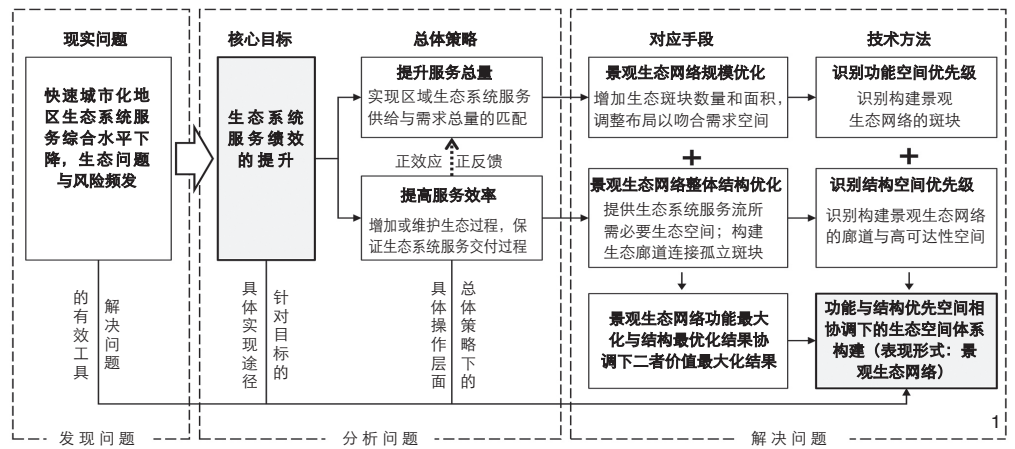 现实问题
快速城市化地
区生态系统服
务综合水平下
降，生态问题
与风险频发
解决问题
的有效工具
发现问题
核心目标
生态系统
服务绩效
的提升
针对目标的
具体实现途径
总体策略
提升服务总量
实现区域生态系统服务
供给与需求总量的匹配
正效应
正反馈
提高服务效率
增加或维护生态过程，保
证生态系统服务交付过程
总体策略下的
具体操作层面
分析问题
对应手段
景观生态网络规模优化
增加生态斑块数量和面积，
调整布局以吻合需求空间
+
景观生态网络整体结构优化
提供生态系统服务流所
需必要生态空间；构建
生态廊道连接孤立斑块
景观生态网络功能最大
化与结构最优化结果协
调下二者价值最大化结果
技术方法
识别功能空间优先级
识别构建景观
生态网络的斑块
+
识别结构空间优先级
识别构建景观生态网络
的廊道与高可达性空间
功能与结构优先空间相
协调下的生态空间体系
构建（表现形式：景
观生态网络）
解决问题
1